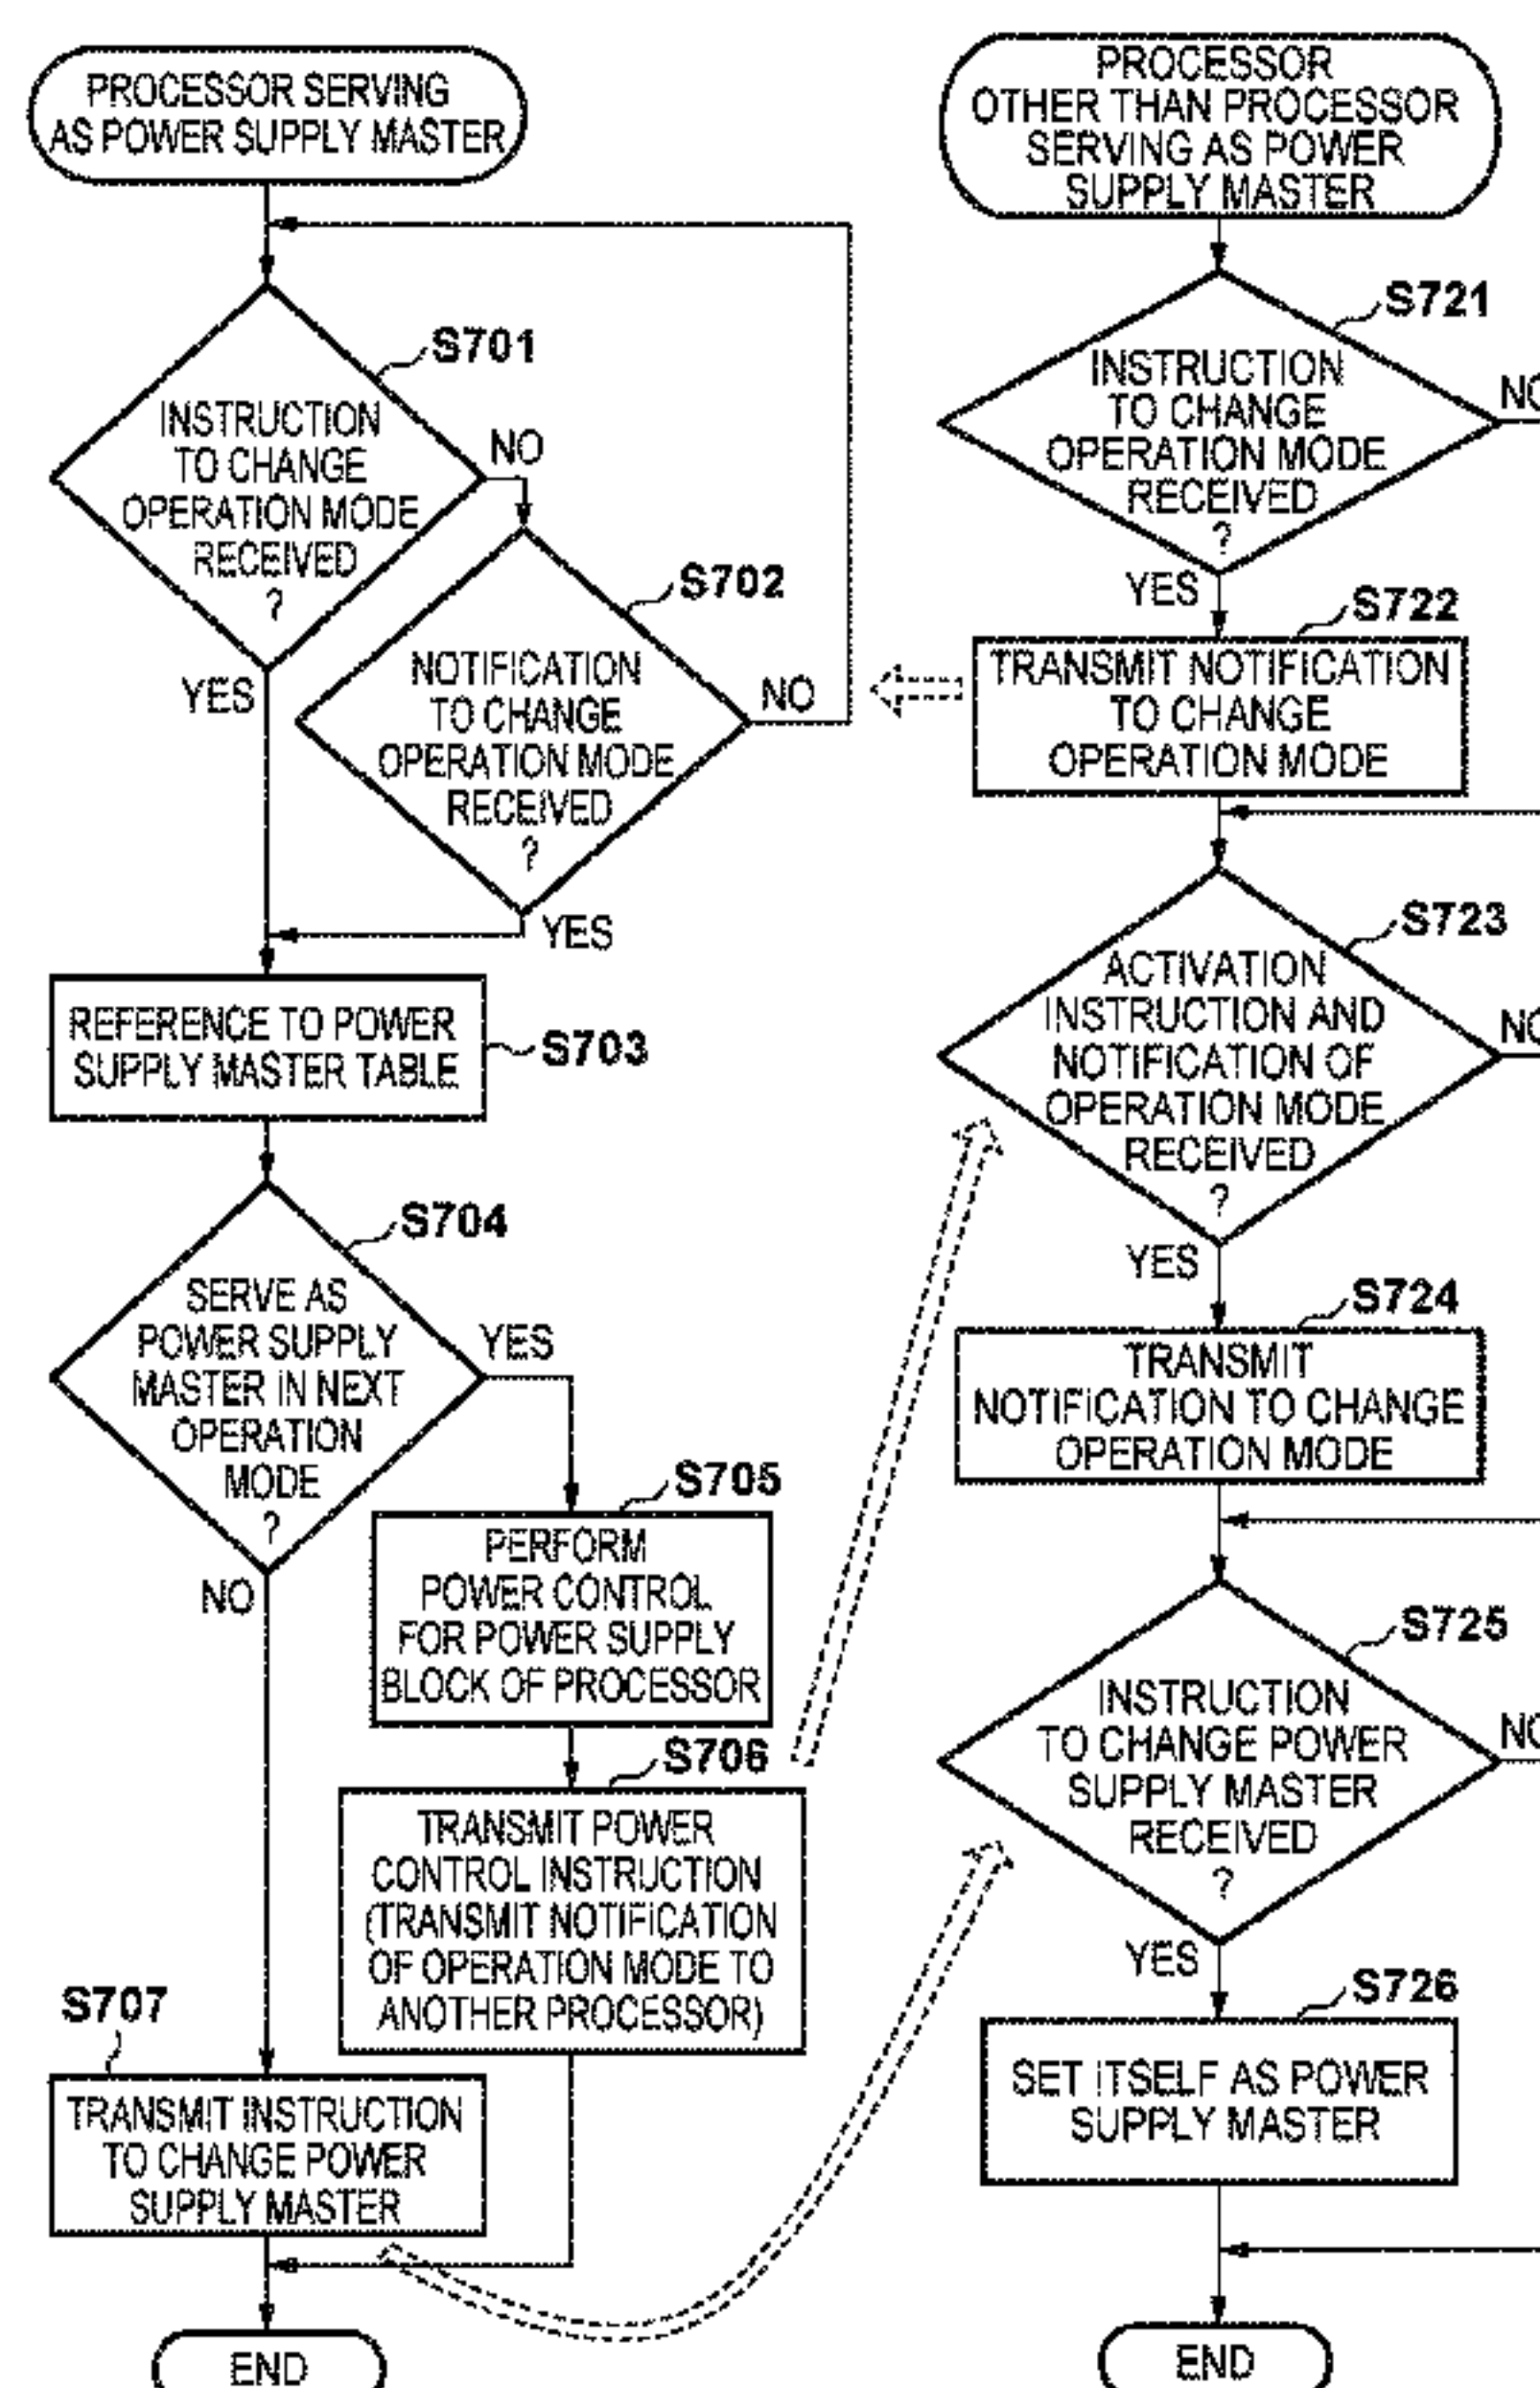 PROCESSOR SERVING
AS POWER SUPPLY MASTER
S701
INSTRUCTION
TO CHANGE
OPERATION MODE
RECEIVED
?
NO
YES
S702
NOTIFICATION
TO CHANGE
OPERATION MODE
RECEIVED
?
NO
YES
REFERENCE TO POWER
SUPPLY MASTER TABLE
S703
S704
SERVE AS
POWER SUPPLY
MASTER IN NEXT
OPERATION
MODE
?
YES
NO
S705
PERFORM
POWER CONTROL
FOR POWER SUPPLY
BLOCK OF PROCESSOR
S706
TRANSMIT POWER
CONTROL INSTRUCTION
(TRANSMIT NOTIFICATION
OF OPERATION MODE TO
ANOTHER PROCESSOR)
S707
TRANSMIT INSTRUCTION
TO CHANGE POWER
SUPPLY MASTER
END
PROCESSOR
OTHER THAN PROCESSOR
SERVING AS POWER
SUPPLY MASTER
S721
INSTRUCTION
TO CHANGE
OPERATION MODE
RECEIVED
?
NO
YES
S722
TRANSMIT NOTIFICATION
TO CHANGE
OPERATION MODE
S723
ACTIVATION
INSTRUCTION AND
NOTIFICATION OF
OPERATION MODE
RECEIVED
?
NO
YES
S724
TRANSMIT
NOTIFICATION TO CHANGE
OPERATION MODE
S725
INSTRUCTION
TO CHANGE POWER
SUPPLY MASTER
RECEIVED
?
NO
YES
S726
SET ITSELF AS POWER
SUPPLY MASTER
END